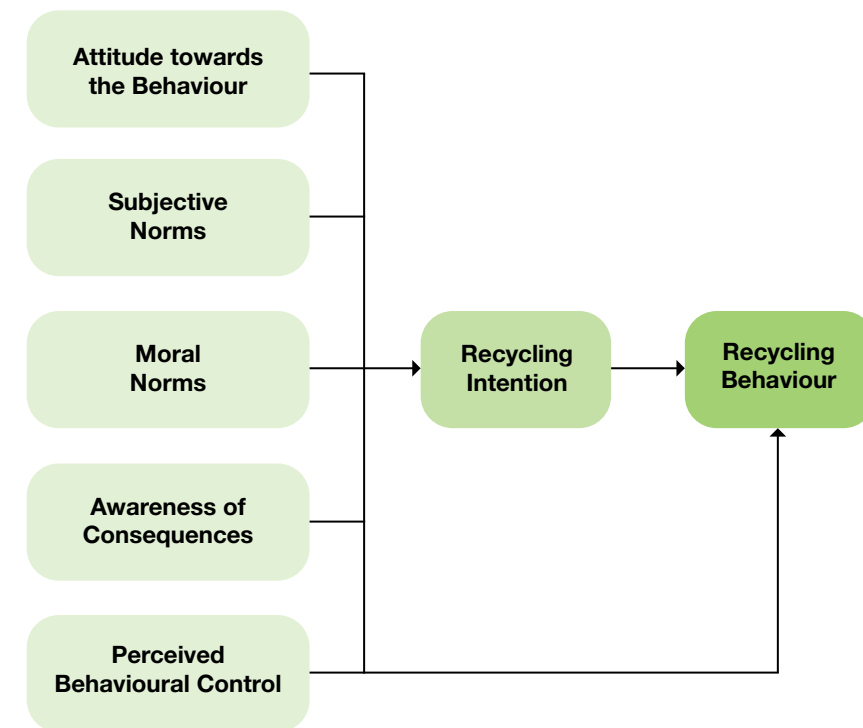 Attitude towards
the Behaviour
Subjective
Norms
Moral
Norms
Recycling
Intention
Recycling
Behaviour
Awareness of
Consequences
Perceived
Behavioural Control